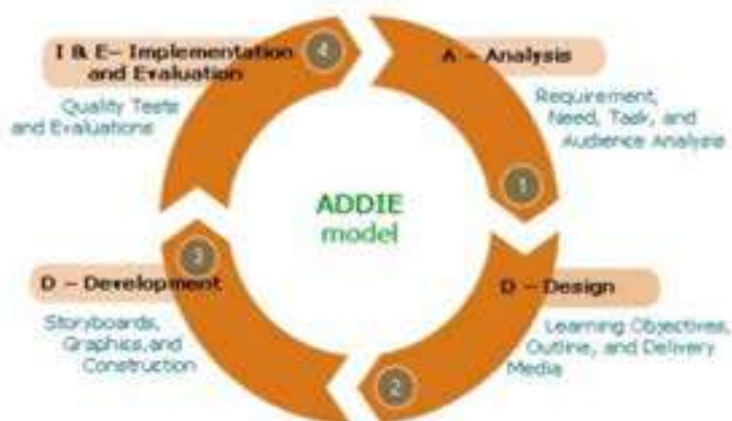 ADDIE
model
A – Analysis
Requirement,
Need, Task, and
Audience Analysis
1
D – Design
Learning Objectives,
Outline, and Delivery
Media
2
D – Development
Storyboards,
Graphics,and
Construction
3
I & E– Implementation
and Evaluation
Quality Tests
and Evaluations
4